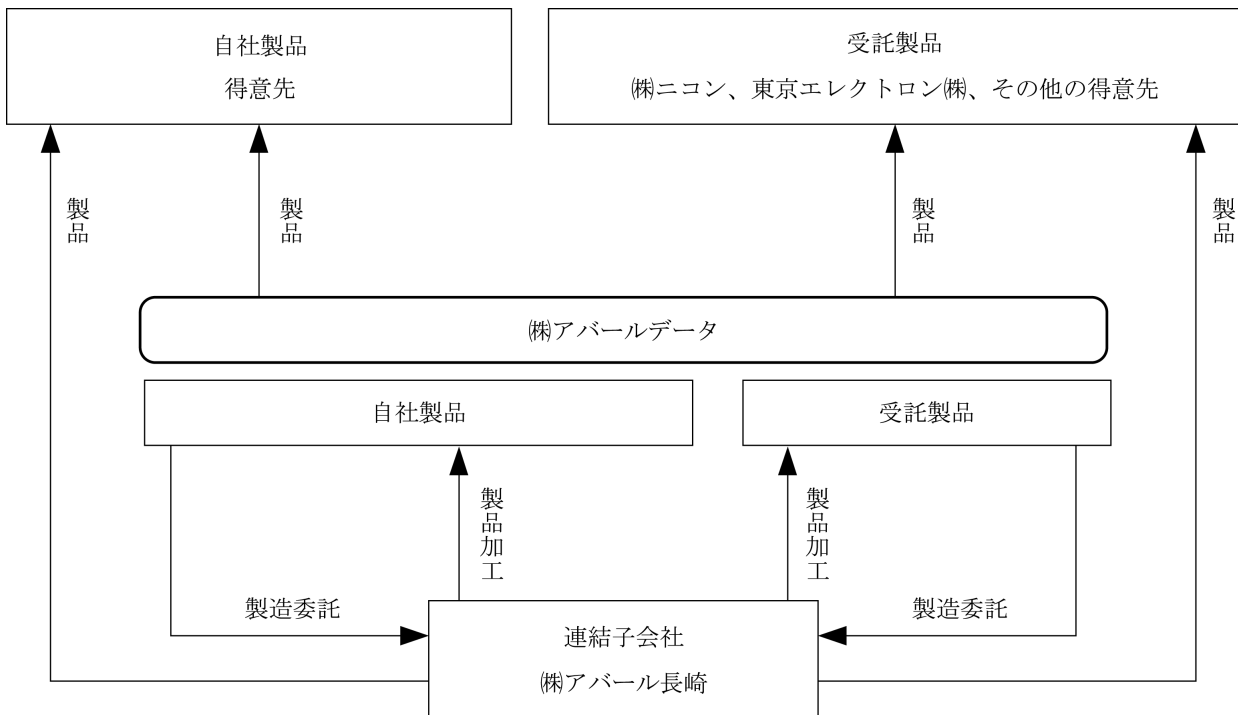 自社製品
得意先
受託製品
㈱ニコン、東京エレクトロン㈱、その他の得意先
製品
製品
製品
製品
㈱アバールデータ
自社製品
受託製品
製品加工
製品加工
製造委託
製造委託
連結子会社
㈱アバール長崎